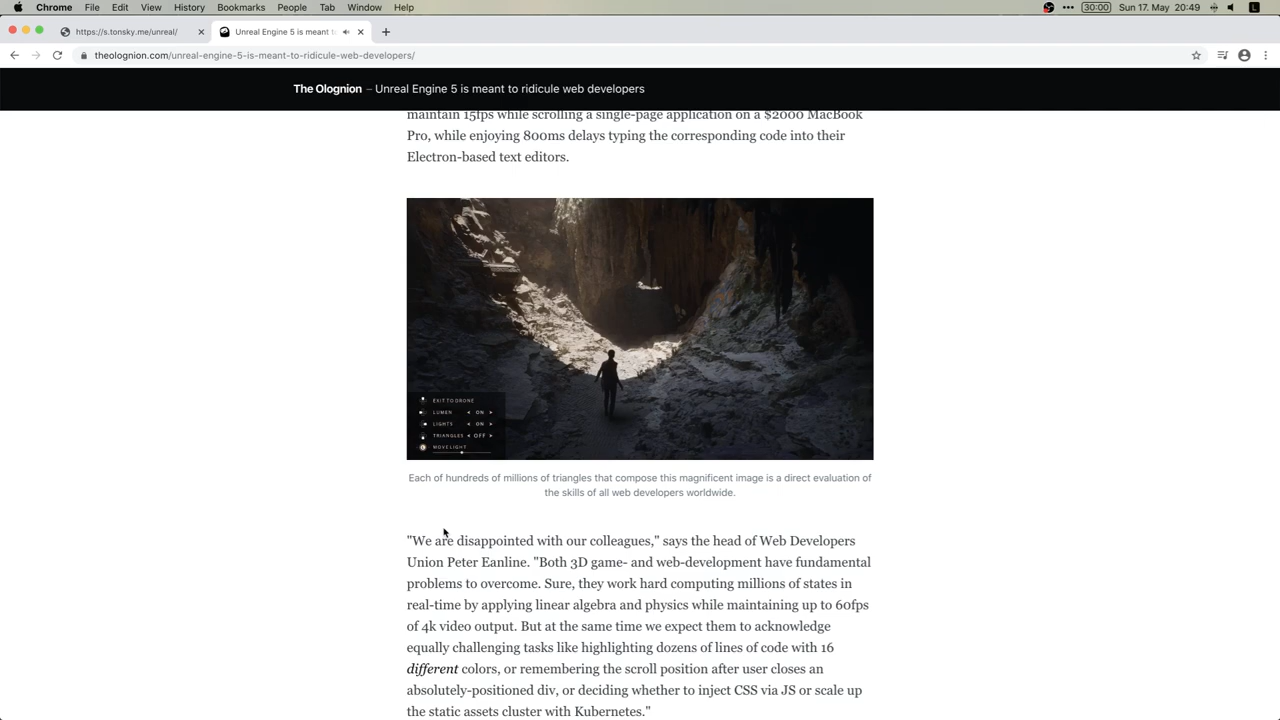 Chrome File Edit View History Bookmarks People Tab Window Help 30:00 Sun 17. May 20:49 L
https://s.tonsky.me/unreal/ Unreal Engine 5 is meant t
theolognion.com/unreal-engine-5-is-meant-to-ridicule-web-developers/
The Olognion – Unreal Engine 5 is meant to ridicule web developers
maintain 15fps while scrolling a single-page application on a $2000 MacBook
Pro, while enjoying 800ms delays typing the corresponding code into their
Electron-based text editors.
EXIT TO DRONE
LUMEN ON
LIGHTS ON
TRIANGLES OFF
MOVE LIGHT
Each of hundreds of millions of triangles that compose this magnificent image is a direct evaluation of
the skills of all web developers worldwide.
"We are disappointed with our colleagues," says the head of Web Developers
Union Peter Eanline. "Both 3D game- and web-development have fundamental
problems to overcome. Sure, they work hard computing millions of states in
real-time by applying linear algebra and physics while maintaining up to 60fps
of 4k video output. But at the same time we expect them to acknowledge
equally challenging tasks like highlighting dozens of lines of code with 16
different colors, or remembering the scroll position after user closes an
absolutely-positioned div, or deciding whether to inject CSS via JS or scale up
the static assets cluster with Kubernetes."